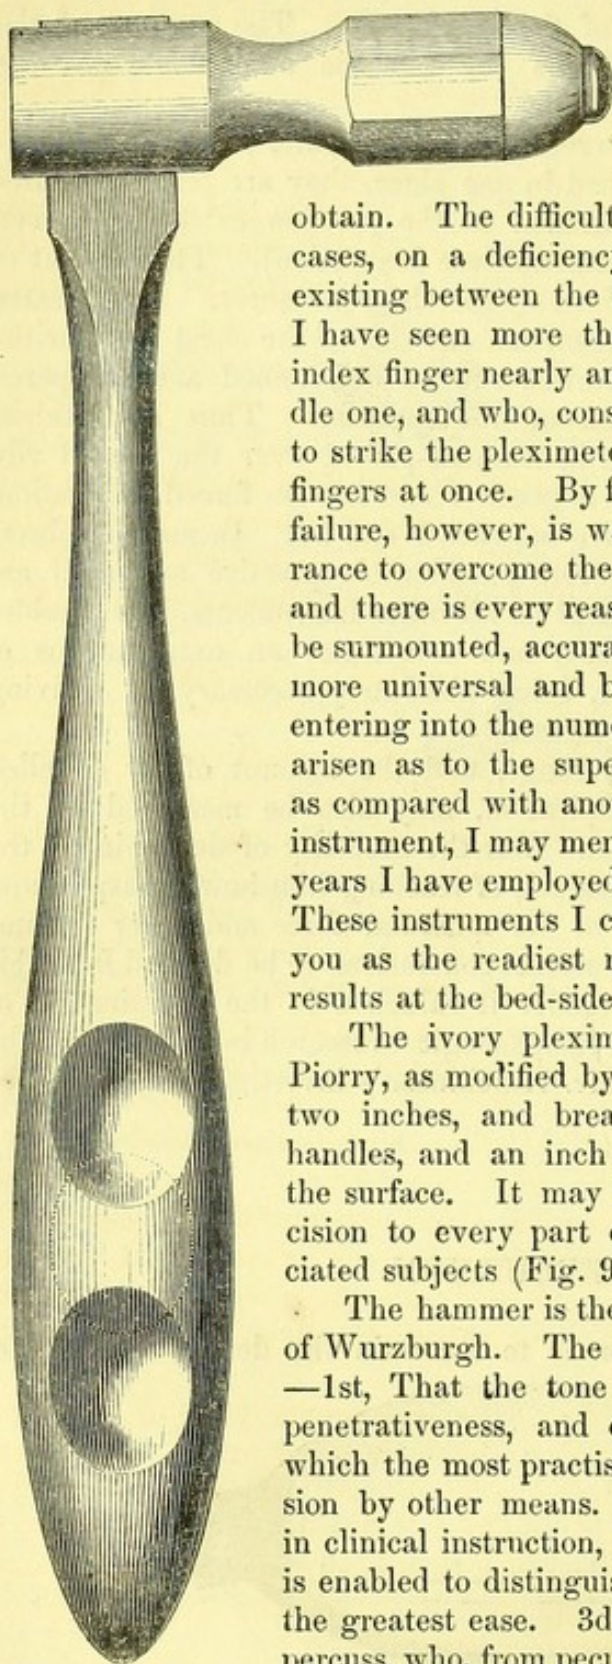 obtain. The difficult
cases, on a deficiency
existing between the
I have seen more th
index finger nearly an
dle one, and who, cons
to strike the pleximete
fingers at once. By f
failure, however, is w
rance to overcome the
and there is every reas
be surmounted, accura
more universal and b
entering into the nume
arisen as to the supe
as compared with ano
instrument, I may men
years I have employed
These instruments I c
you as the readiest m
results at the bed-side
The ivory plexim
Piorry, as modified by
two inches, and brea
handles, and an inch
the surface. It may
cision to every part
ciated subjects (Fig. 9
The hammer is the
of Wurzburgh. The
—1st, That the tone
penetrativeness, and
which the most practis
sion by other means.
in clinical instruction,
is enabled to distinguis
the greatest ease. 3d
percuss, who, from peci